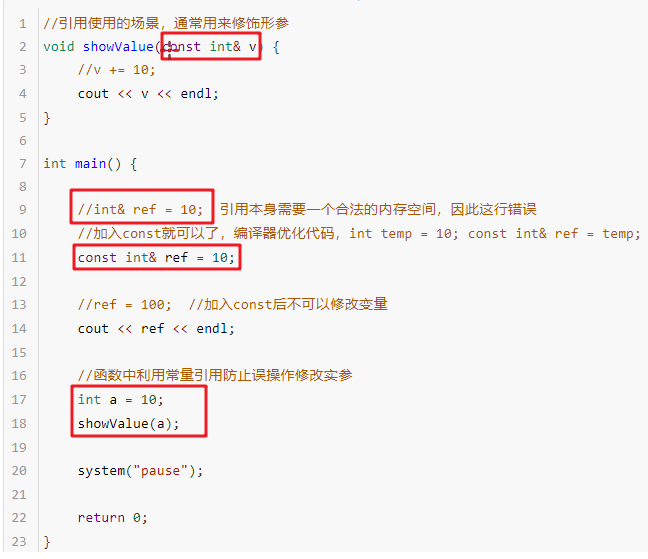 1 //引用使用的场景，通常用来修饰形参
2 void showValue(const int& v) {
3 //v += 10;
4 cout << v << endl;
5 }
6
7 int main() {
8
9 //int& ref = 10; 引用本身需要一个合法的内存空间，因此这行错误
10 //加入const就可以了，编译器优化代码，int temp = 10; const int& ref = temp;
11 const int& ref = 10;
12
13 //ref = 100; //加入const后不可以修改变量
14 cout << ref << endl;
15
16 //函数中利用常量引用防止误操作修改实参
17 int a = 10;
18 showValue(a);
19
20 system("pause");
21
22 return 0;
23 }